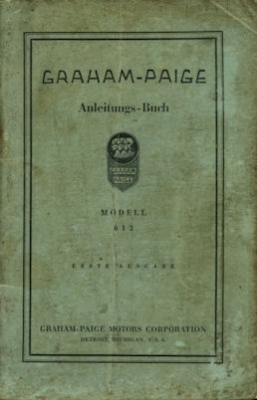 GRAHAM-PAIGE
Anleitungs-Buch
MODELL
612
ERSTE AUSGABE
GRAHAM-PAIGE MOTORS CORPORATION
DETROIT, MICHIGAN, U.S.A.